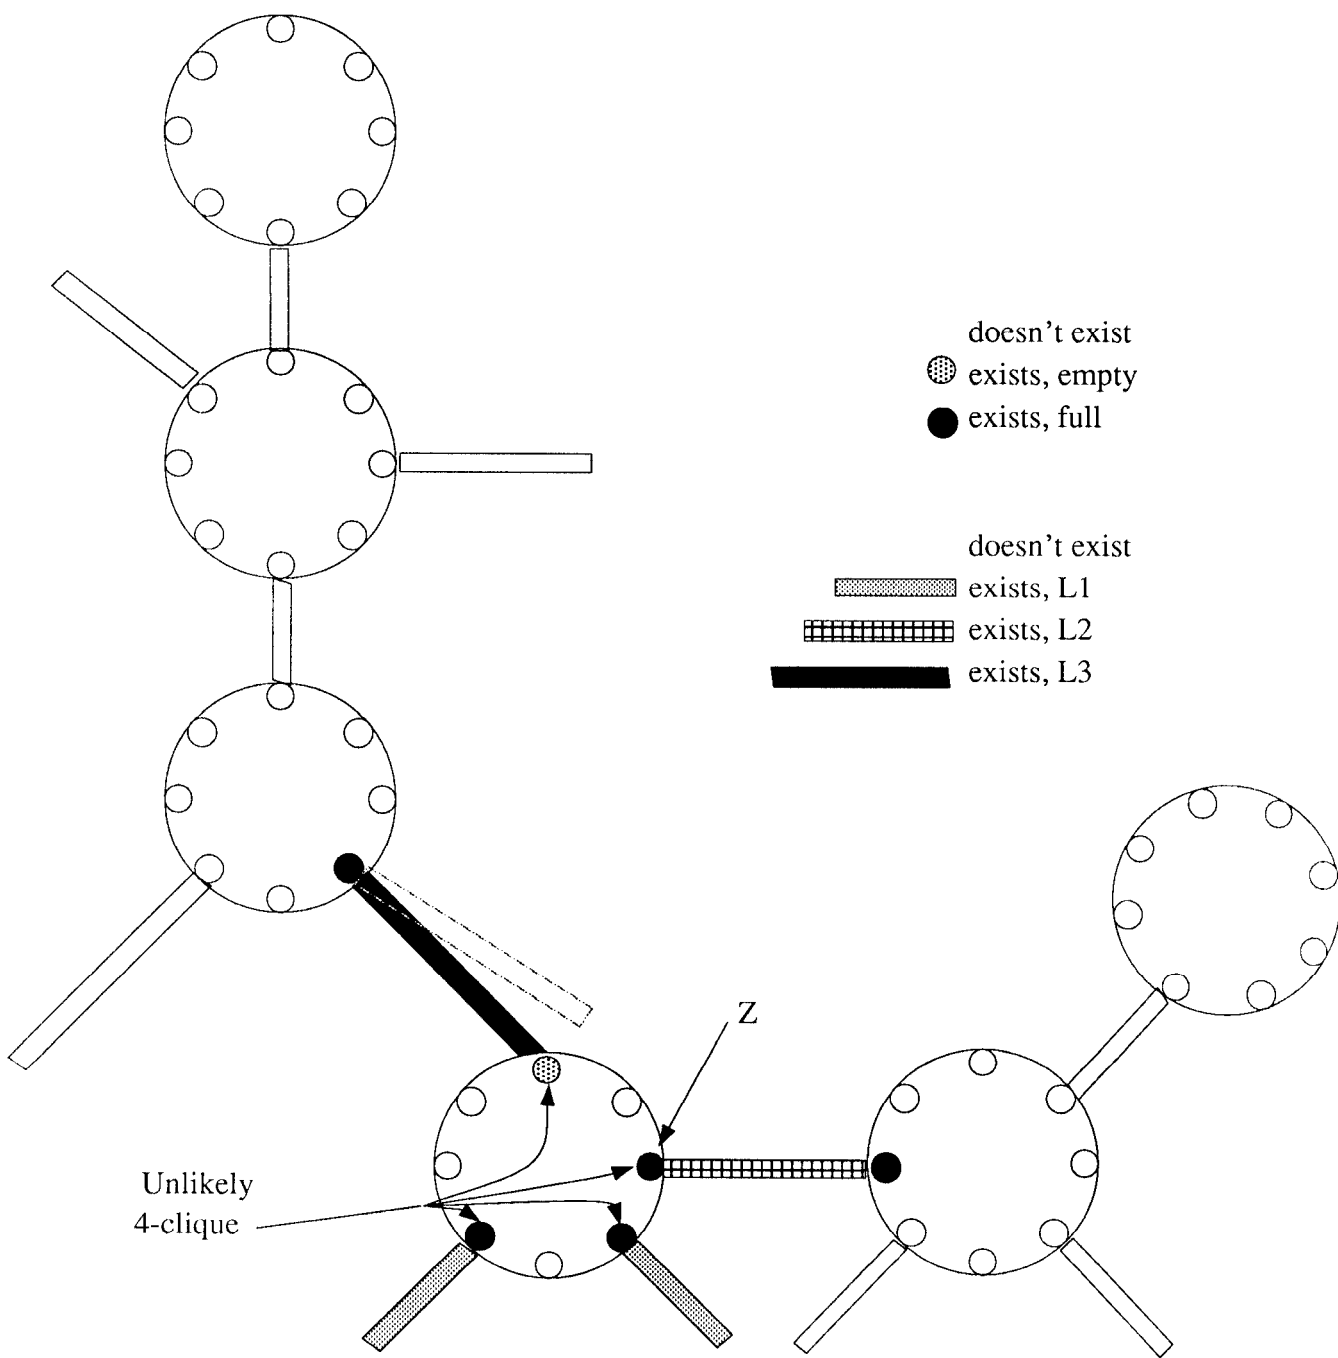 doesn't exist
exists, empty
exists, full
doesn't exist
exists, L1
exists, L2
exists, L3
Z
Unlikely
4-clique